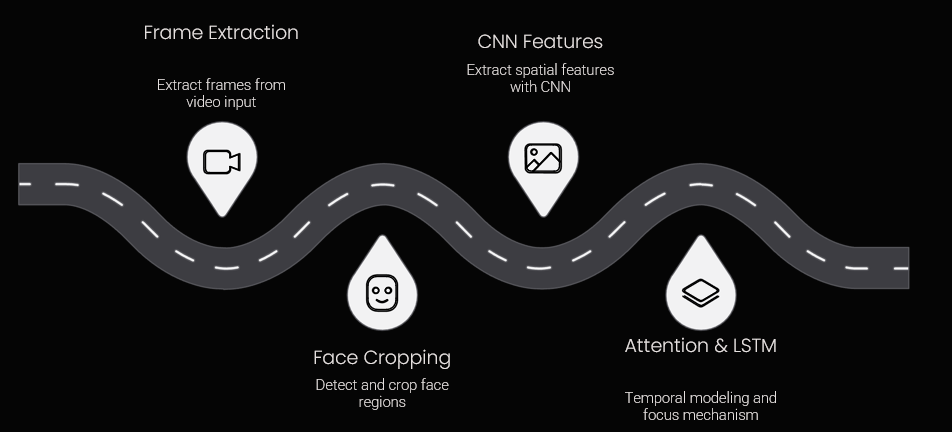 Frame Extraction
Extract frames from
video input
CNN Features
Extract spatial features
with CNN
Face Cropping
Detect and crop face
regions
Attention & LSTM
Temporal modeling and
focus mechanism